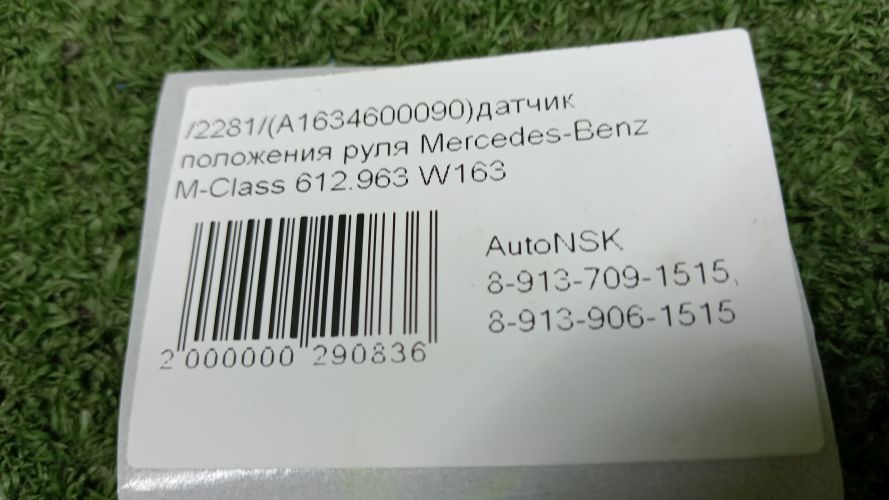 /2281/(A1634600090)датчик
положения руля Mercedes-Benz
M-Class 612.963 W163
AutoNSK
8-913-709-1515,
8-913-906-1515
2 000000 290836